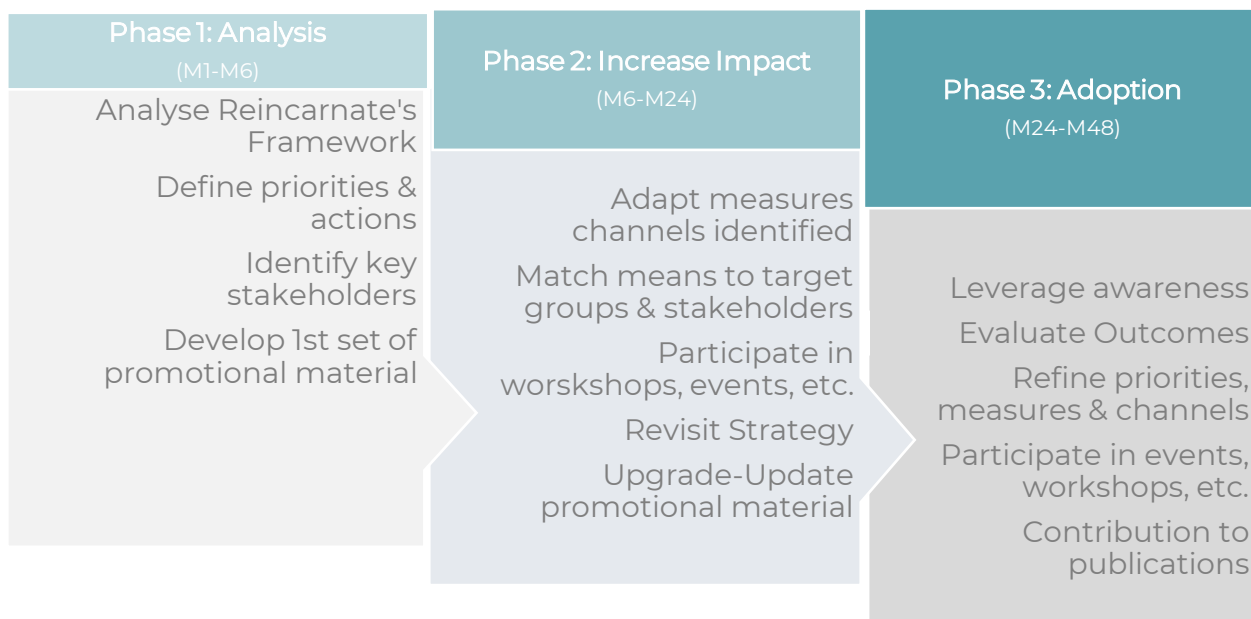 Phase 1: Analysis
(M1-M6)
Analyse Reincarnate's
Framework
Define priorities &
actions
Identify key
stakeholders
Develop 1st set of
promotional material
Phase 2: Increase Impact
(M6-M24)
Adapt measures
channels identified
Match means to target
groups & stakeholders
Participate in
worskshops, events, etc.
Revisit Strategy
Upgrade-Update
promotional material
Phase 3: Adoption
(M24-M48)
Leverage awareness
Evaluate Outcomes
Refine priorities,
measures & channels
Participate in events,
workshops, etc.
Contribution to
publications